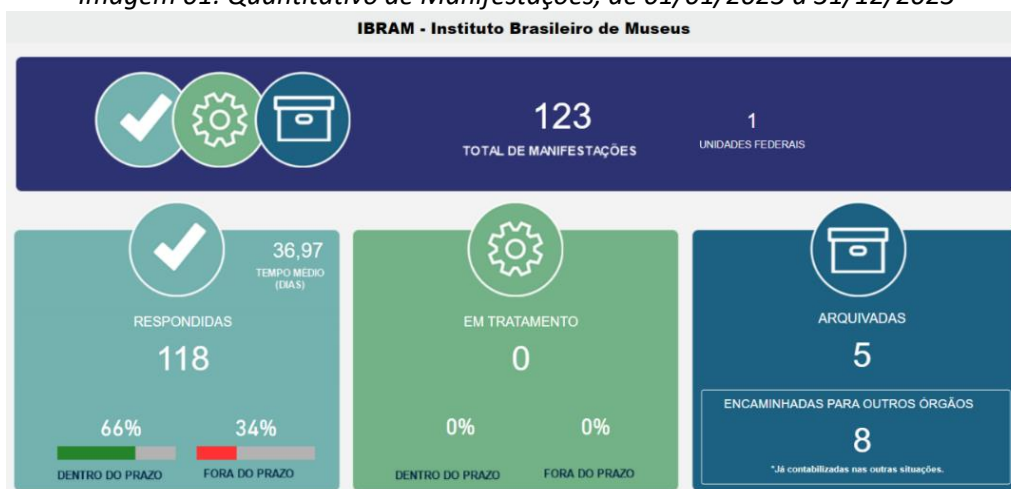 Imagem 01: Quantitativo de Manifestações, de 01/01/2023 a 31/12/2023
IBRAM - Instituto Brasileiro de Museus
123
TOTAL DE MANIFESTAÇÕES
1
UNIDADES FEDERAIS
36,97
TEMPO MÉDIO
(DIAS)
RESPONDIDAS
118
66%
DENTRO DO PRAZO
34%
FORA DO PRAZO
EM TRATAMENTO
0
0%
DENTRO DO PRAZO
0%
FORA DO PRAZO
ARQUIVADAS
5
ENCAMINHADAS PARA OUTROS ÓRGÃOS
8
*Já contabilizadas nas outras situações.